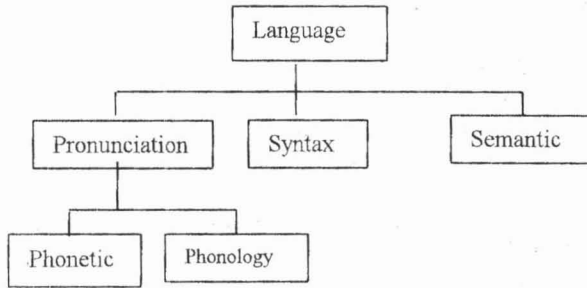 Language
Pronunciation
Syntax
Semantic
Phonetic
Phonology